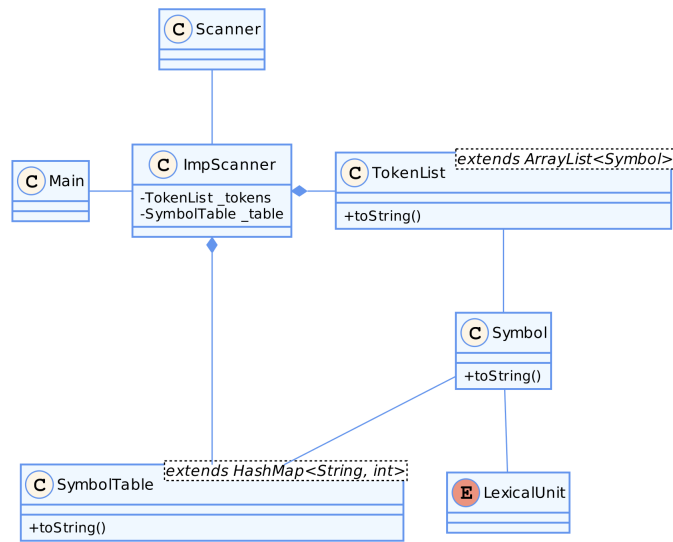 C Scanner
C ImpScanner
-TokenList _tokens
-SymbolTable _table
C Main
extends ArrayList<Symbol>
C TokenList
+toString()
C Symbol
+toString()
extends HashMap<String, int>
C SymbolTable
+toString()
E LexicalUnit